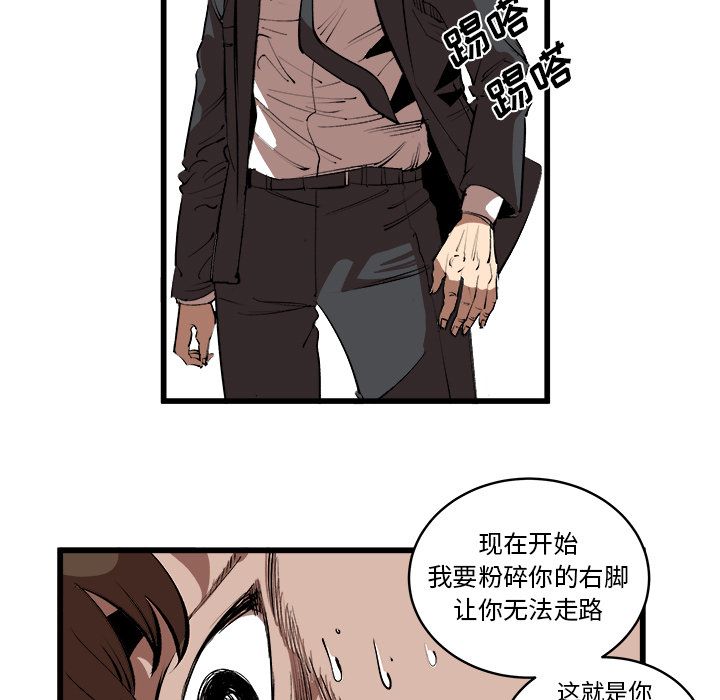 踢嗒
踢嗒
现在开始
我要粉碎你的右脚
让你无法走路
这就是你